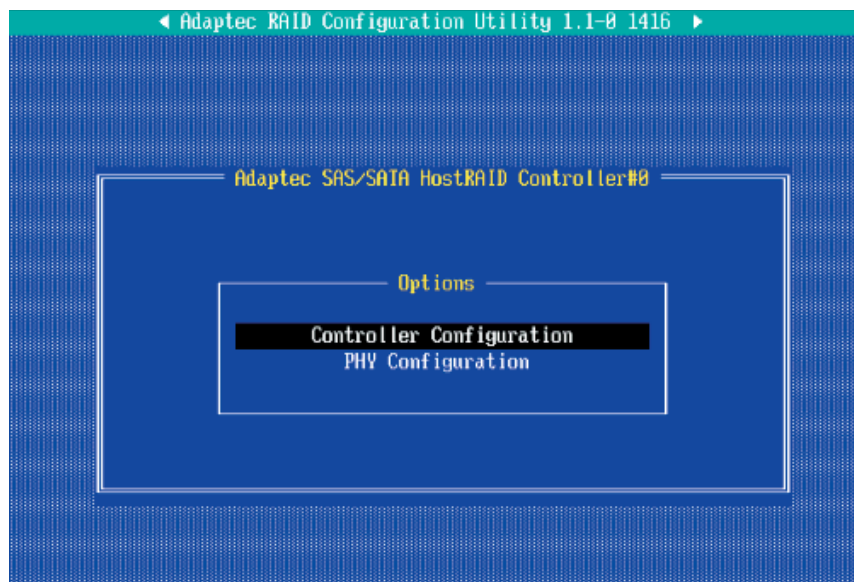 Adaptec RAID Configuration Utility 1.1-0 1416
Adaptec SAS/SATA HostRAID Controller#0
Options
Controller Configuration
PHY Configuration